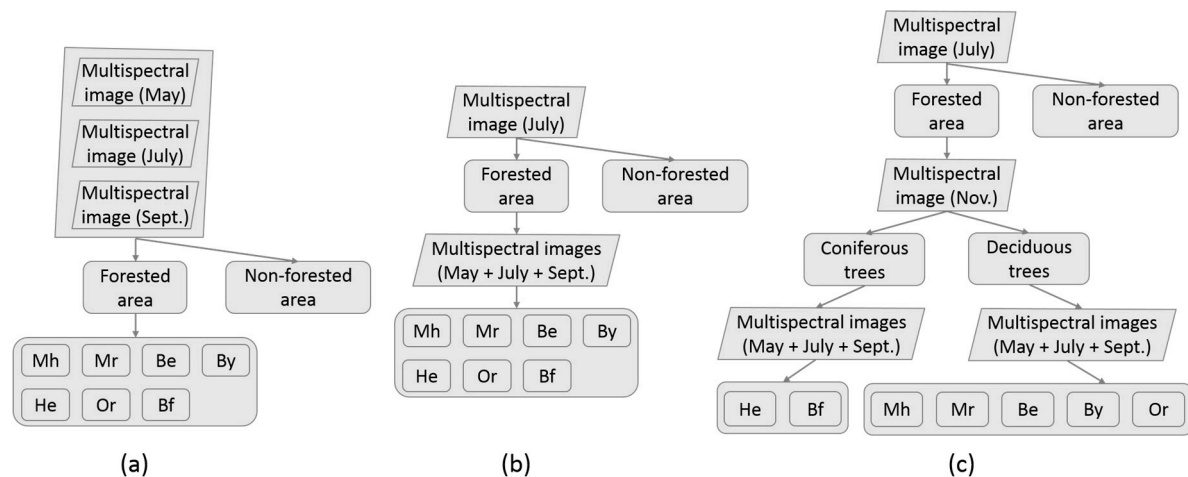 Multispectral
image (May)
Multispectral
image (July)
Multispectral
image (Sept.)
Forested
area
Non-forested
area
Mh Mr Be By
He Or Bf
(a)
Multispectral
image (July)
Forested
area
Non-forested
area
Multispectral images
(May + July + Sept.)
Mh Mr Be By
He Or Bf
(b)
Multispectral
image (July)
Forested
area
Non-forested
area
Multispectral
image (Nov.)
Coniferous
trees
Deciduous
trees
Multispectral images
(May + July + Sept.)
Multispectral images
(May + July + Sept.)
He Bf
Mh Mr Be By Or
(c)